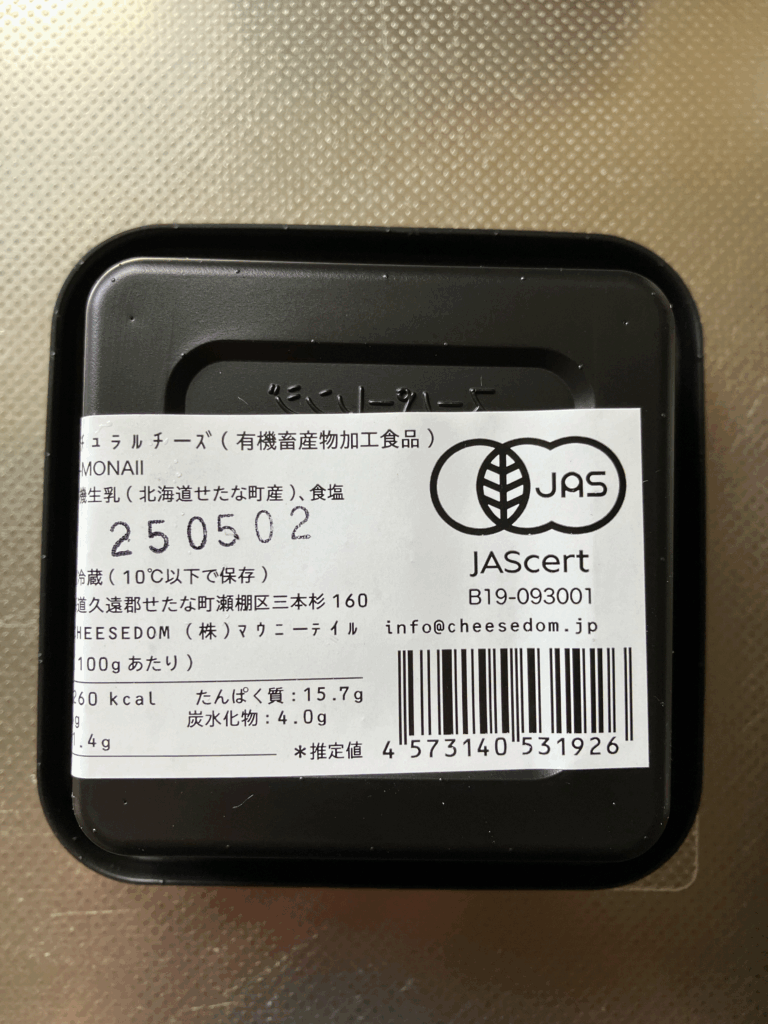 チュラルチーズ ( 有機畜産物加工食品 )
MONAII
機生乳 ( 北海道せたな町産 )、食塩
250502
冷蔵 ( 10℃以下で保存 )
道久遠郡せたな町瀬棚区三本杉 160
CHEESEDOM (株)マウニーテイル
info@cheesedom.jp
100g あたり )
260 kcal たんぱく質 : 15.7g
g 炭水化物 : 4.0g
1.4g
＊推定値
JAS
JAScert
B19-093001
4 573140 531926